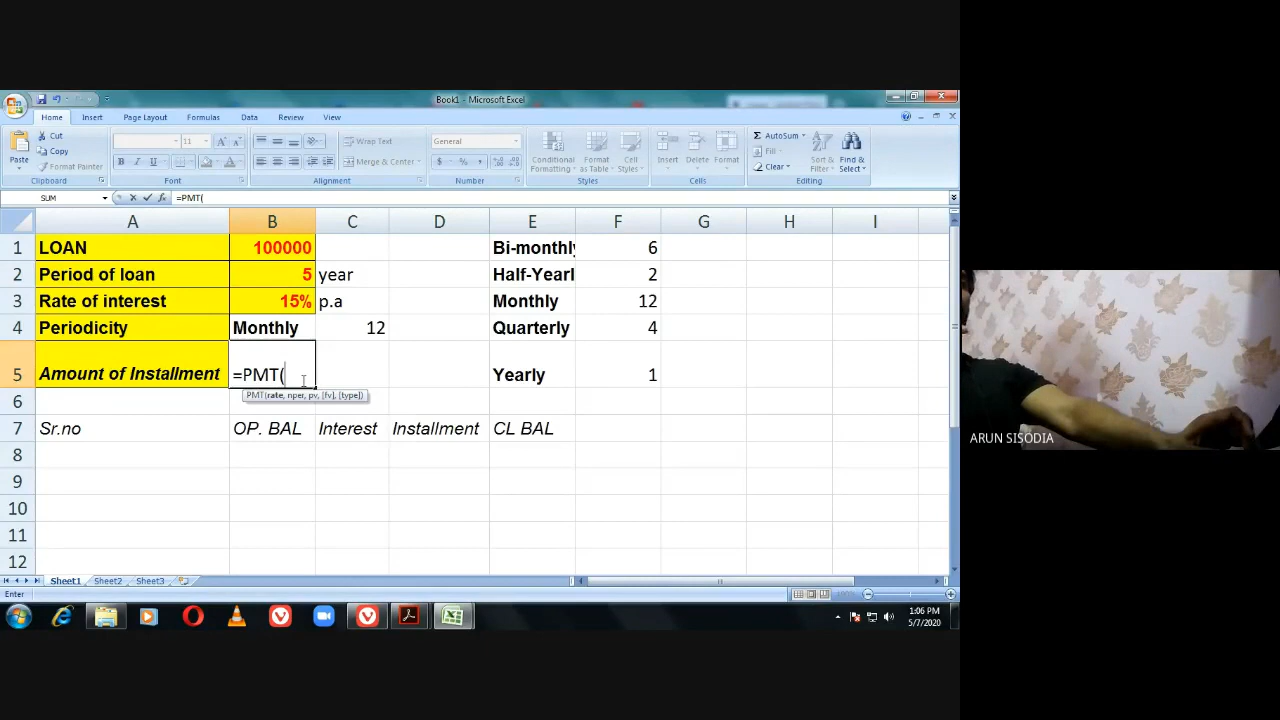 Book1 - Microsoft Excel
Home Insert Page Layout Formulas Data Review View
Paste
Cut
Copy
Format Painter
11
Wrap Text
Merge & Center
General
Conditional Formatting
Format as Table
Cell Styles
Insert
Delete
Format
AutoSum
Fill
Clear
Sort & Filter
Find & Select
Clipboard Font Alignment Number Styles Cells Editing
SUM =PMT(
A B C D E F G H I
1 LOAN 100000 Bi-monthly 6
2 Period of loan 5 year Half-Yearl 2
3 Rate of interest 15% p.a Monthly 12
4 Periodicity Monthly 12 Quarterly 4
5 Amount of Installment =PMT( Yearly 1
PMT(rate, nper, pv, [fv], [type])
6
7 Sr.no OP. BAL Interest Installment CL BAL
8
9
10
11
12
Sheet1 Sheet2 Sheet3
Enter
1:06 PM
5/7/2020
ARUN SISODIA